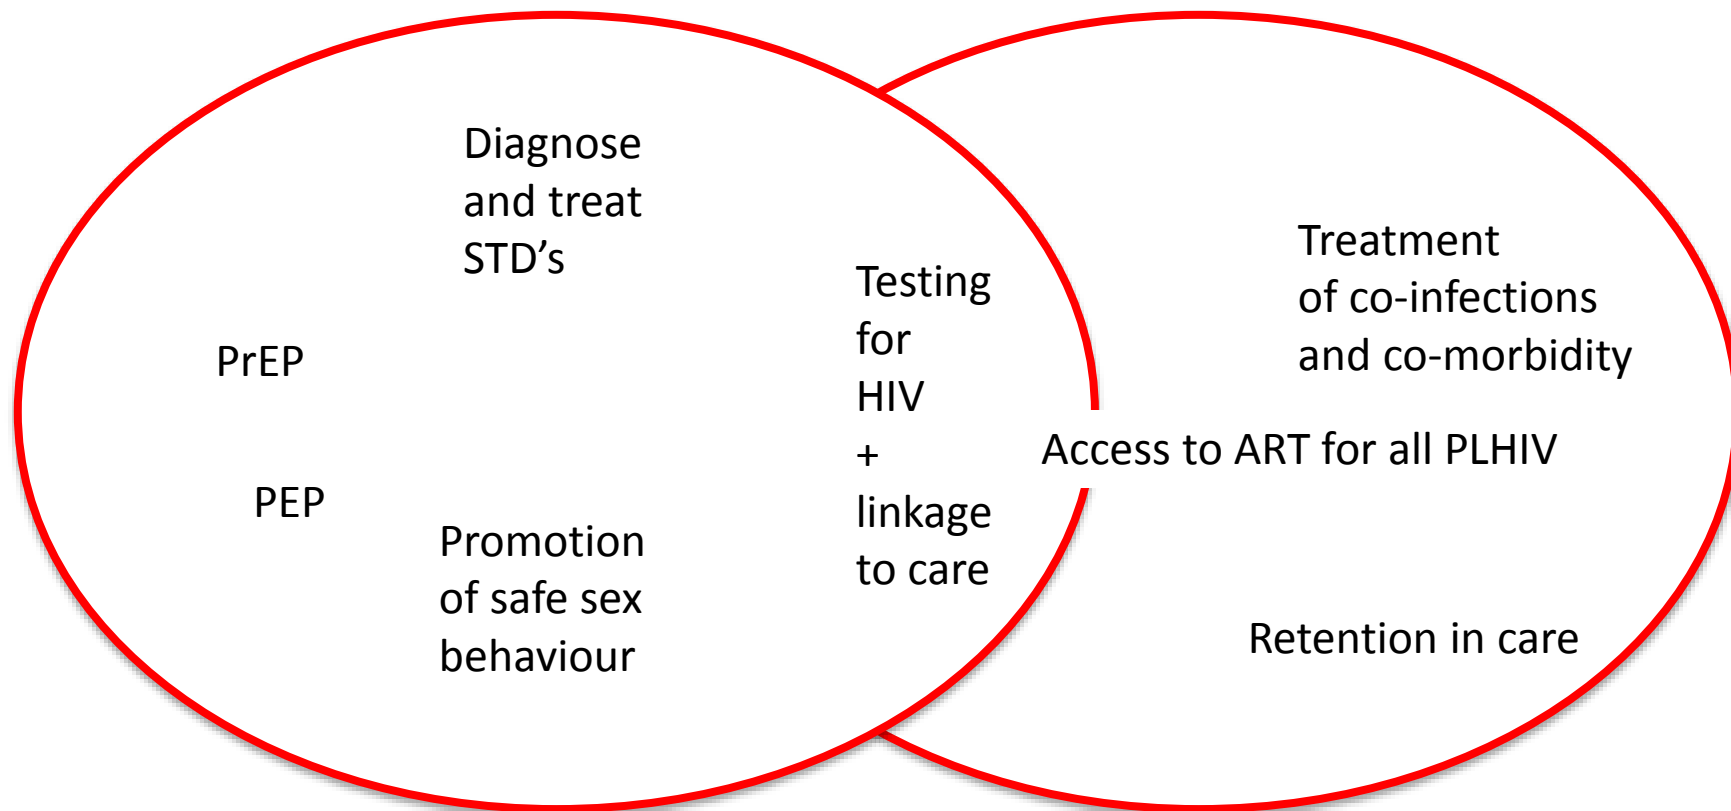 Diagnose
and treat
STD’s
PrEP
PEP
Promotion
of safe sex
behaviour
Testing
for
HIV
+
linkage
to care
Treatment
of co-infections
and co-morbidity
Access to ART for all PLHIV
Retention in care